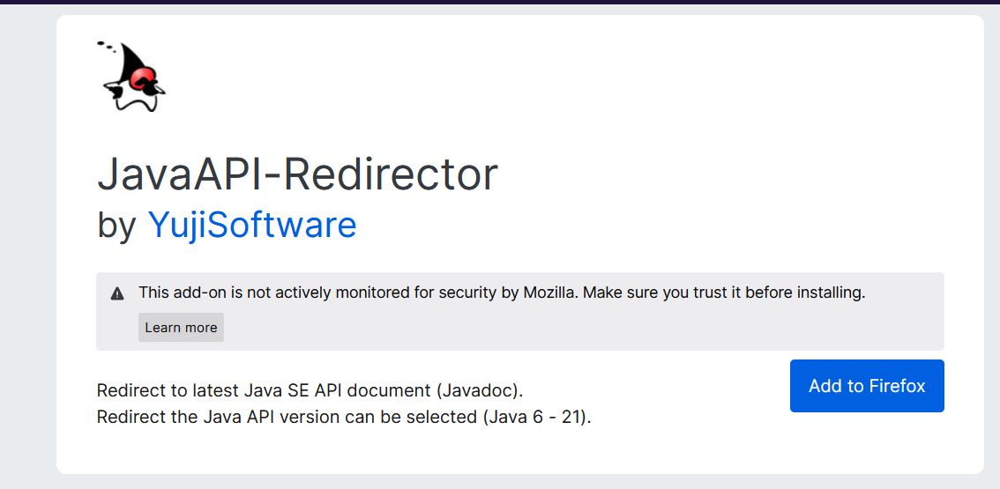 JavaAPI-Redirector
by YujiSoftware
This add-on is not actively monitored for security by Mozilla. Make sure you trust it before installing.
Learn more
Redirect to latest Java SE API document (Javadoc).
Redirect the Java API version can be selected (Java 6 - 21).
Add to Firefox